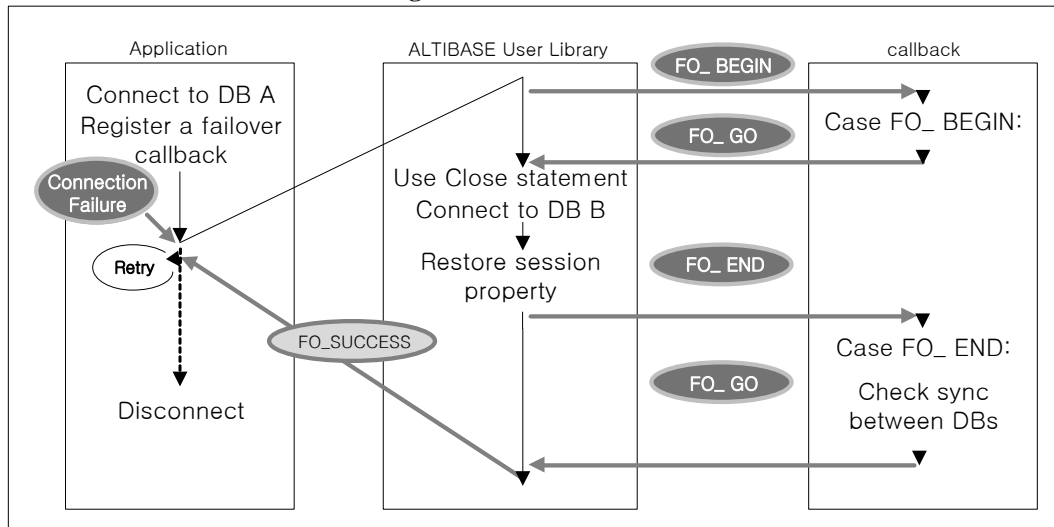 Application
Connect to DB A
Register a failover
callback
Connection
Failure
Retry
Disconnect
FO_SUCCESS
ALTIBASE User Library
Use Close statement
Connect to DB B
Restore session
property
FO_ BEGIN
FO_ GO
FO_ END
FO_ GO
callback
Case FO_ BEGIN:
Case FO_ END:
Check sync
between DBs